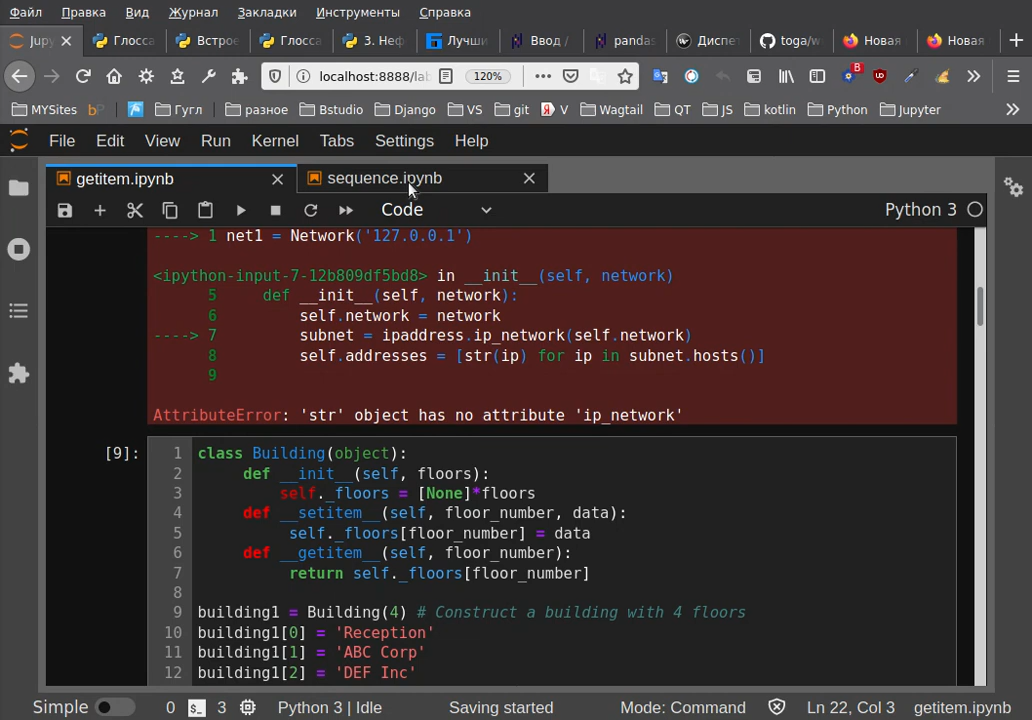 Файл Правка Вид Журнал Закладки Инструменты Справка
Jupy Глосса Встрое Глосса 3. Неф Лучши Ввод / pandas Диспет toga/w Новая Новая
localhost:8888/lab 120%
MYSites bP Гугл разное Bstudio Django VS git V Wagtail QT JS kotlin Python Jupyter
File Edit View Run Kernel Tabs Settings Help
getitem.ipynb sequence.ipynb
Code Python 3
----> 1 net1 = Network('127.0.0.1')
<ipython-input-7-12b809df5bd8> in __init__(self, network)
5 def __init__(self, network):
6 self.network = network
----> 7 subnet = ipaddress.ip_network(self.network)
8 self.addresses = [str(ip) for ip in subnet.hosts()]
9
AttributeError: 'str' object has no attribute 'ip_network'
[9]: 1 class Building(object):
2 def __init__(self, floors):
3 self._floors = [None]*floors
4 def __setitem__(self, floor_number, data):
5 self._floors[floor_number] = data
6 def __getitem__(self, floor_number):
7 return self._floors[floor_number]
8
9 building1 = Building(4) # Construct a building with 4 floors
10 building1[0] = 'Reception'
11 building1[1] = 'ABC Corp'
12 building1[2] = 'DEF Inc'
Simple 0 $_ 3 Python 3 | Idle Saving started Mode: Command Ln 22, Col 3 getitem.ipynb